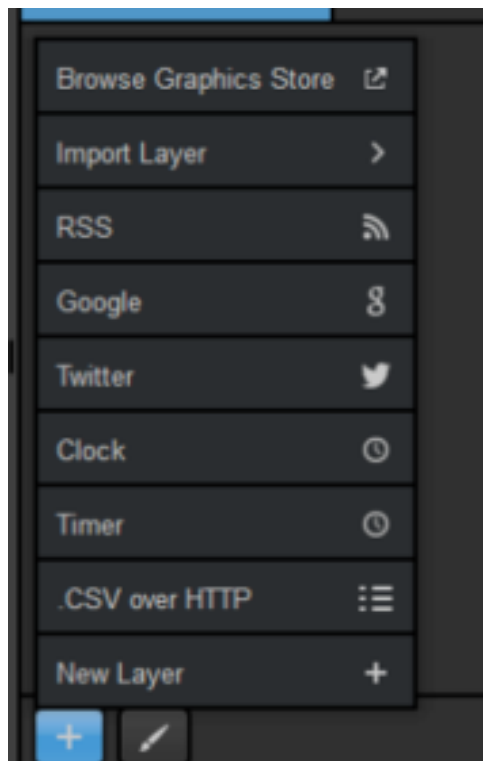 Browse Graphics Store
Import Layer
RSS
Google
Twitter
Clock
Timer
.CSV over HTTP
New Layer